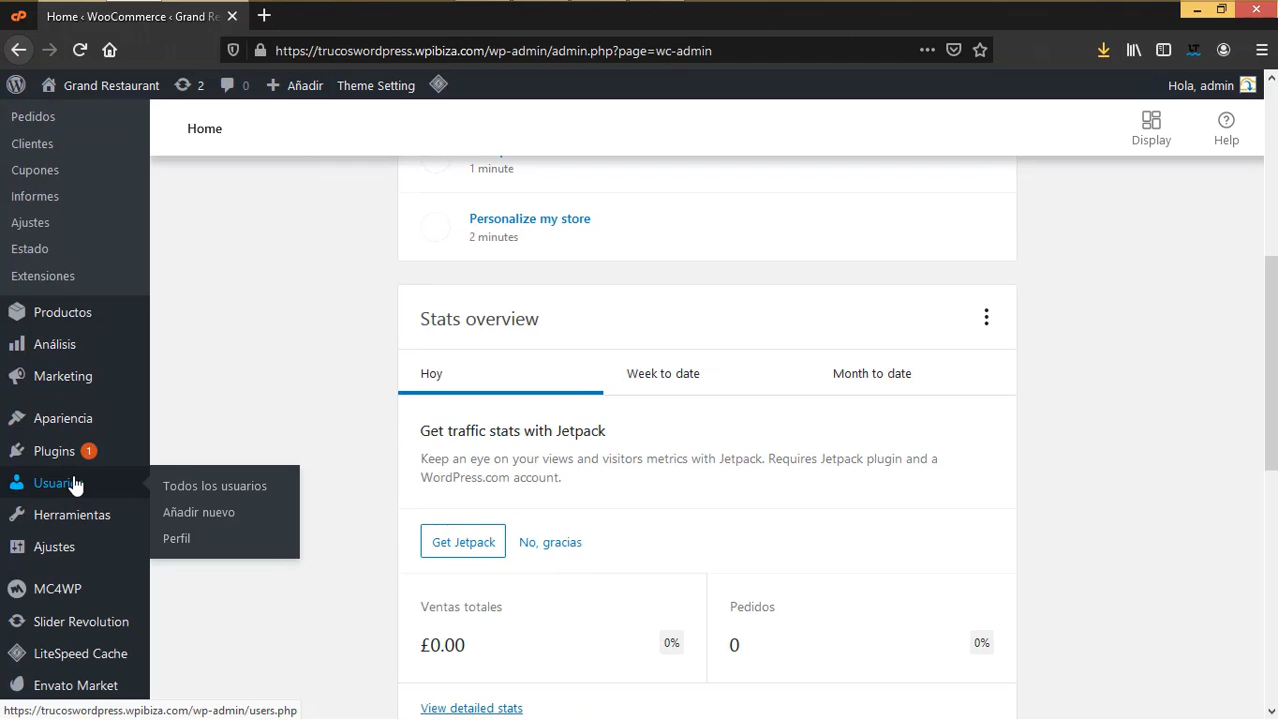 Home ‹ WooCommerce ‹ Grand Re
https://trucoswordpress.wpibiza.com/wp-admin/admin.php?page=wc-admin
Grand Restaurant
2
0
Añadir
Theme Setting
Hola, admin
Pedidos
Clientes
Cupones
Informes
Ajustes
Estado
Extensiones
Productos
Análisis
Marketing
Apariencia
Plugins 1
Herramientas
Ajustes
MC4WP
Slider Revolution
LiteSpeed Cache
Envato Market
Todos los usuarios
Añadir nuevo
Perfil
Home
Display
Help
1 minute
Personalize my store
2 minutes
Stats overview
Hoy
Week to date
Month to date
Get traffic stats with Jetpack
Keep an eye on your views and visitors metrics with Jetpack. Requires Jetpack plugin and a
WordPress.com account.
Get Jetpack
No, gracias
Ventas totales
£0.00
0%
Pedidos
0
0%
View detailed stats
https://trucoswordpress.wpibiza.com/wp-admin/users.php